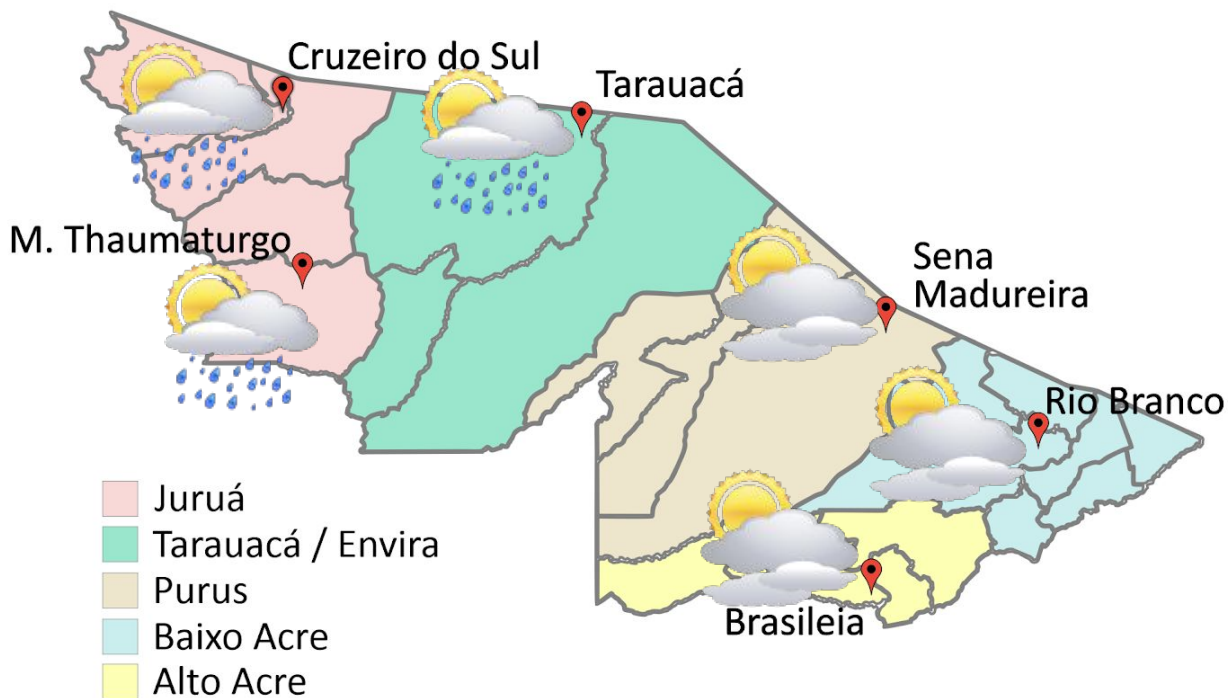 Cruzeiro do Sul
Tarauacá
M. Thaumaturgo
Sena
Madureira
Rio Branco
Brasileia
Juruá
Tarauacá / Envira
Purus
Baixo Acre
Alto Acre